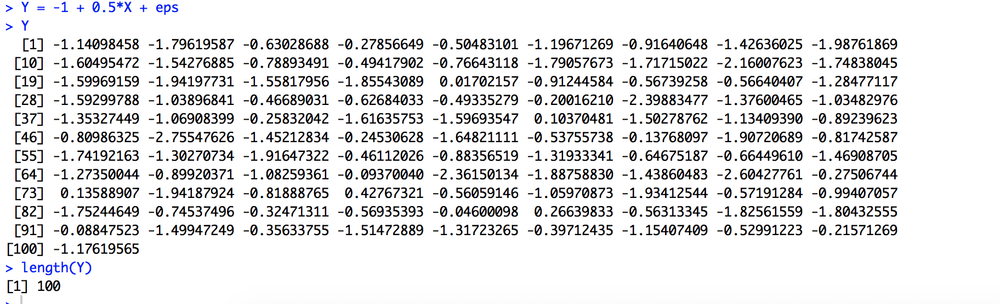 > Y = -1 + 0.5*X + eps
> Y
  [1] -1.14098458 -1.79619587 -0.63028688 -0.27856649 -0.50483101 -1.19671269 -0.91640648 -1.42636025 -1.98761869
 [10] -1.60495472 -1.54276885 -0.78893491 -0.49417902 -0.76643118 -1.79057673 -1.71715022 -2.16007623 -1.74838045
 [19] -1.59969159 -1.94197731 -1.55817956 -1.85543089  0.01702157 -0.91244584 -0.56739258 -0.56640407 -1.28477117
 [28] -1.59299788 -1.03896841 -0.46689031 -0.62684033 -0.49335279 -0.20016210 -2.39883477 -1.37600465 -1.03482976
 [37] -1.35327449 -1.06908399 -0.25832042 -1.61635753 -1.59693547  0.10370481 -1.50278762 -1.13409390 -0.89239623
 [46] -0.80986325 -2.75547626 -1.45212834 -0.24530628 -1.64821111 -0.53755738 -0.13768097 -1.90720689 -0.81742587
 [55] -1.74192163 -1.30270734 -1.91647322 -0.46112026 -0.88356519 -1.31933341 -0.64675187 -0.66449610 -1.46908705
 [64] -1.27350044 -0.89920371 -1.08259361 -0.09370040 -2.36150134 -1.88758830 -1.43860483 -2.60427761 -0.27506744
 [73]  0.13588907 -1.94187924 -0.81888765  0.42767321 -0.56059146 -1.05970873 -1.93412544 -0.57191284 -0.99407057
 [82] -1.75244649 -0.74537496 -0.32471311 -0.56935393 -0.04600098  0.26639833 -0.56313345 -1.82561559 -1.80432555
 [91] -0.08847523 -1.49947249 -0.35633755 -1.51472889 -1.31723265 -0.39712435 -1.15407409 -0.52991223 -0.21571269
[100] -1.17619565
> length(Y)
[1] 100
>